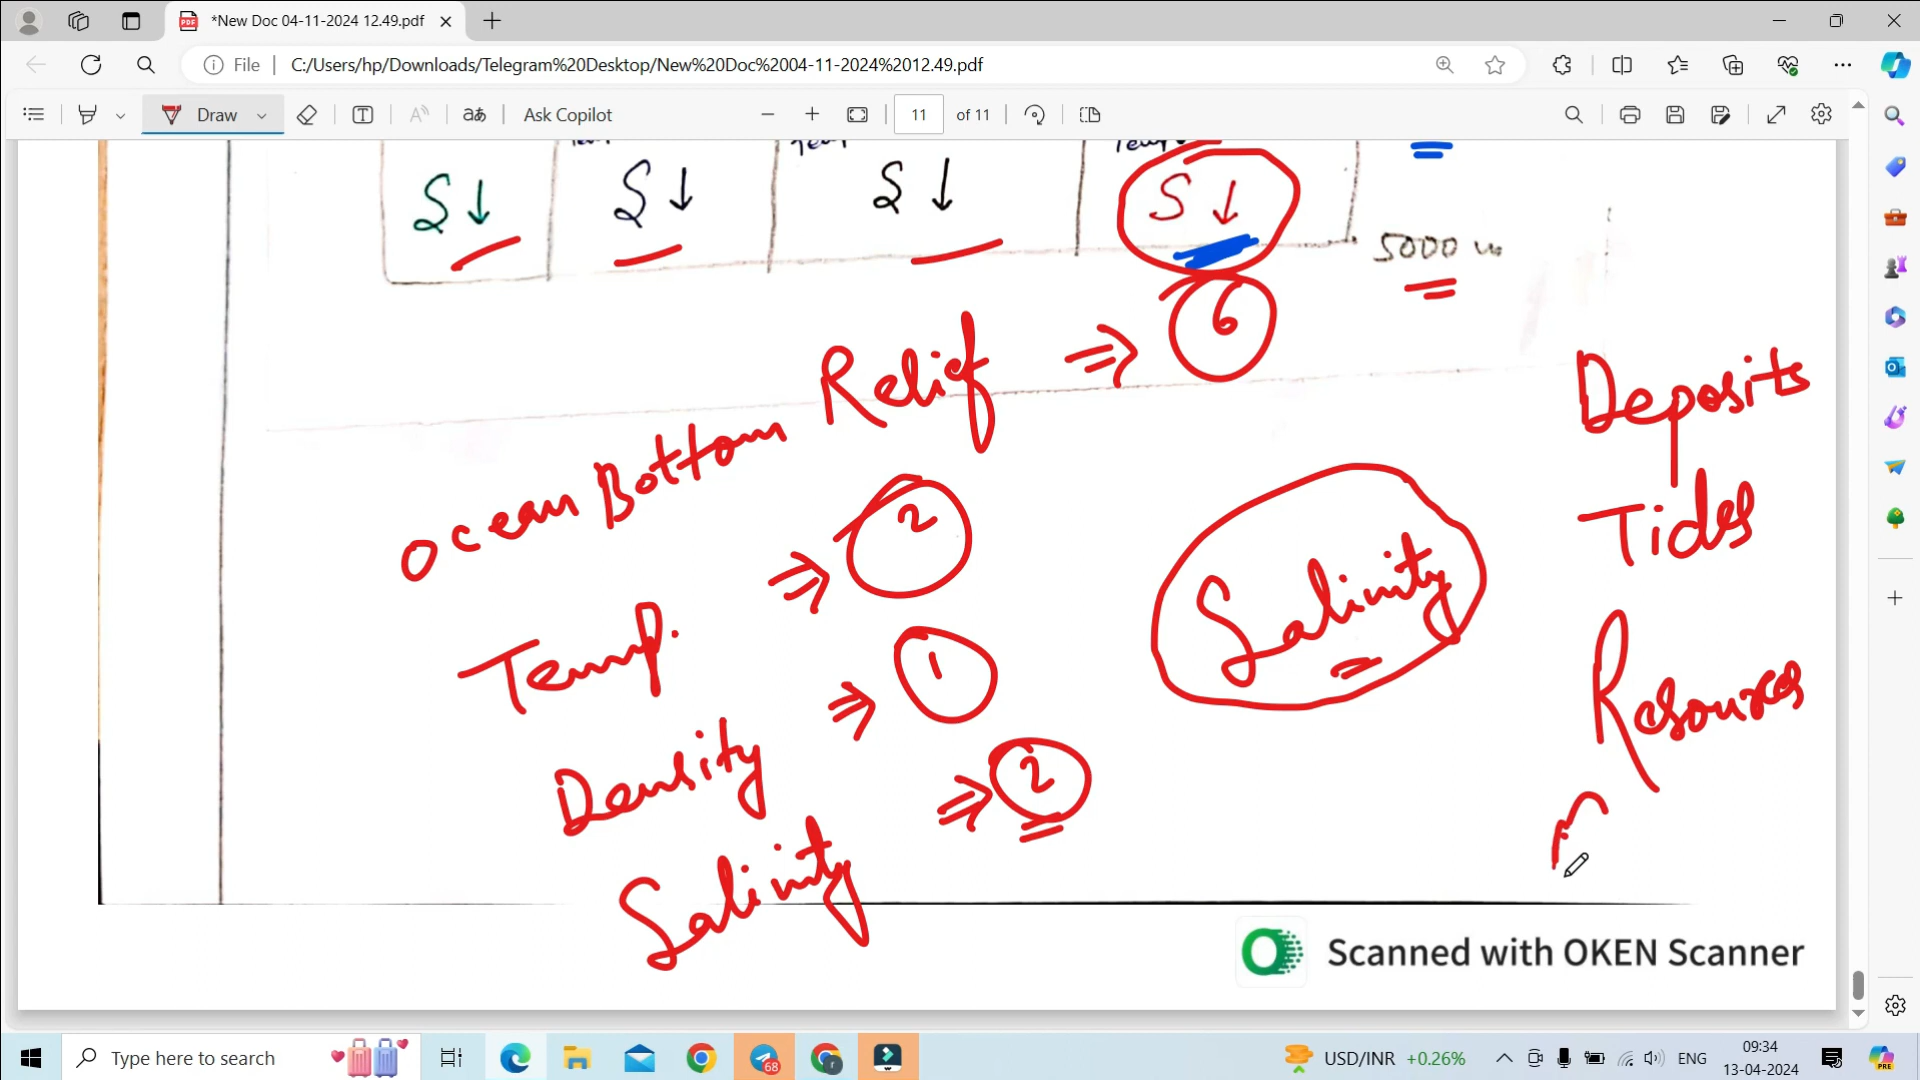 *New Doc 04-11-2024 12.49.pdf
File
C:/Users/hp/Downloads/Telegram%20Desktop/New%20Doc%2004-11-2024%2012.49.pdf
Draw
Ask Copilot
11 of 11
S↓ S↓ S↓ S↓
5000 m
6
Ocean Bottom Relief ⇒
Deposits
2
Tides
Temp. ⇒
Salinity
1
Resources
Density ⇒
2
Salinity ⇒
Scanned with OKEN Scanner
Type here to search
68
USD/INR +0.26%
ENG
09:34
13-04-2024
PRE